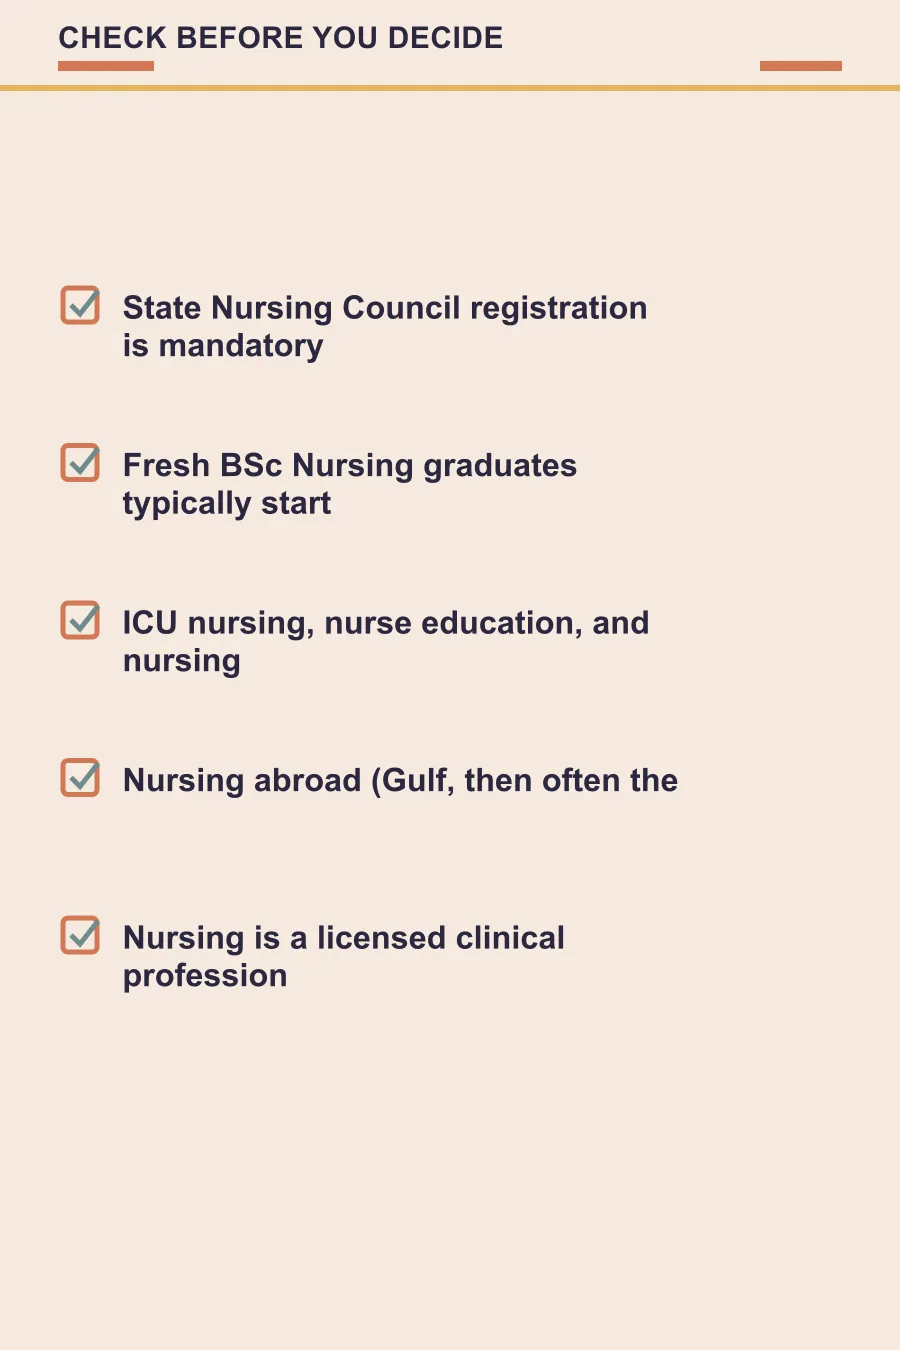 CHECK BEFORE YOU DECIDE
State Nursing Council registration
is mandatory
Fresh BSc Nursing graduates
typically start
ICU nursing, nurse education, and
nursing
Nursing abroad (Gulf, then often the
Nursing is a licensed clinical
profession